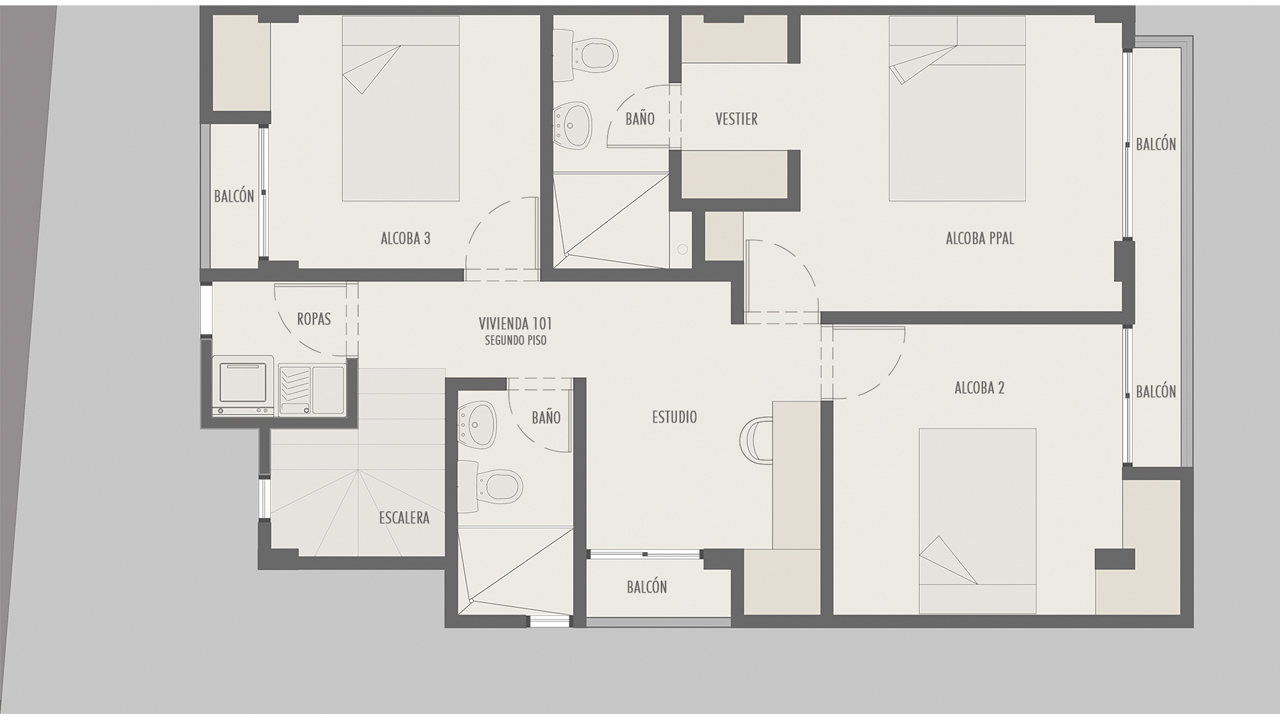 BAÑO
VESTIER
BALCÓN
BALCÓN
ALCOBA 3
ALCOBA PPAL
ROPAS
VIVIENDA 101
SEGUNDO PISO
ALCOBA 2
BALCÓN
BAÑO
ESTUDIO
ESCALERA
BALCÓN